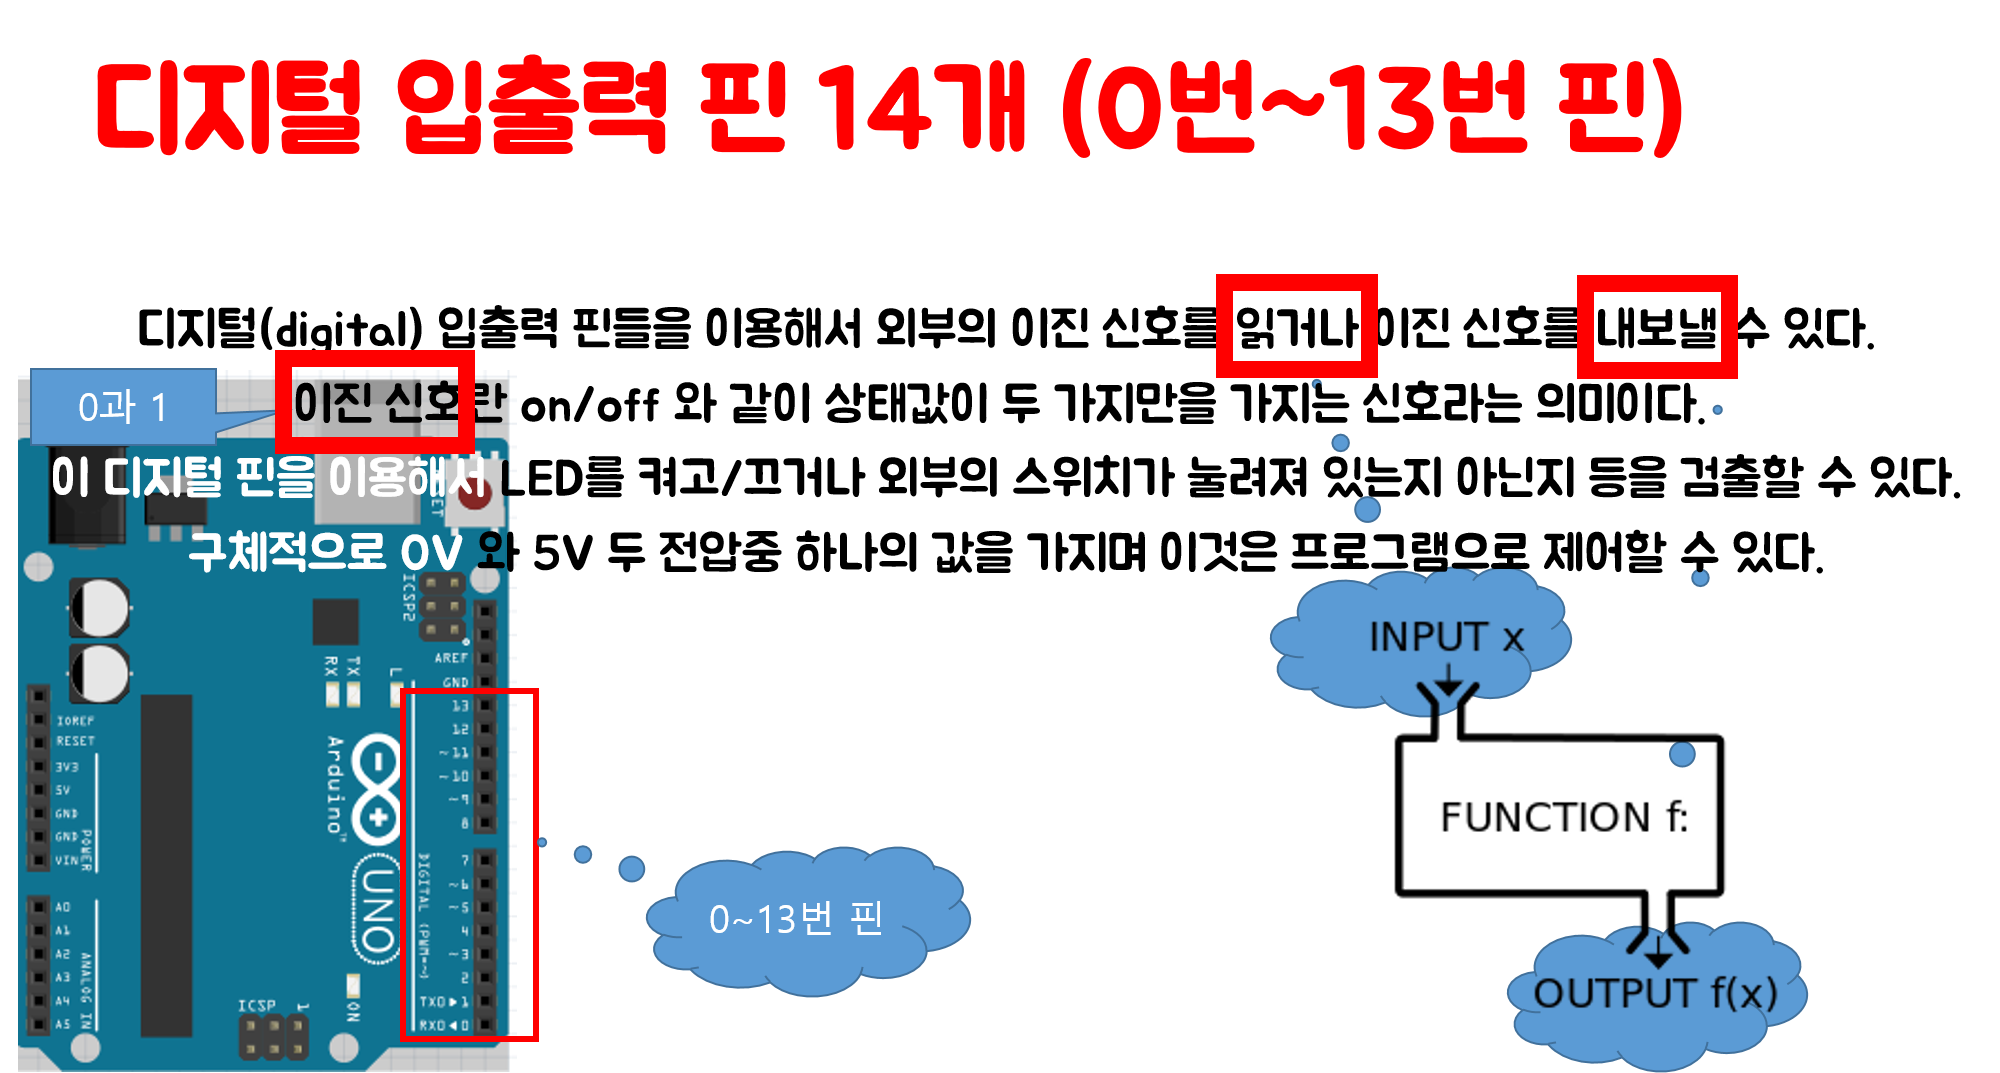 디지털 입출력 핀 14개 (0번~13번 핀)
디지털(digital) 입출력 핀들을 이용해서 외부의 이진 신호를 읽거나 이진 신호를 내보낼 수 있다.
0과 1
이진 신호란 on/off 와 같이 상태값이 두 가지만을 가지는 신호라는 의미이다.
이 디지털 핀을 이용해서 LED를 켜고/끄거나 외부의 스위치가 눌려져 있는지 아닌지 등을 검출할 수 있다.
구체적으로 0V 와 5V 두 전압중 하나의 값을 가지며 이것은 프로그램으로 제어할 수 있다.
ICSP2
AREF
GND
13
12
~11
~10
~9
8
7
~6
~5
4
~3
2
TX0▶1
RX0◀0
DIGITAL (PWM=~)
RX
TX
L
Arduino™
UNO
ON
ICSP
1
IOREF
RESET
3V3
5V
GND
GND
VIN
POWER
A0
A1
A2
A3
A4
A5
ANALOG IN
0~13번 핀
INPUT x
FUNCTION f:
OUTPUT f(x)